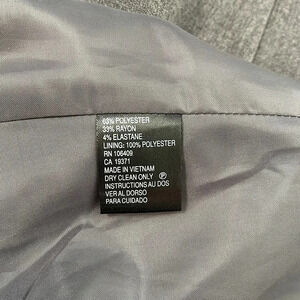 63% POLYESTER
33% RAYON
4% ELASTANE
LINING: 100% POLYESTER
RN 106409
CA 19371
MADE IN VIETNAM
DRY CLEAN ONLY Ⓟ
INSTRUCTIONS AU DOS
VER AL DORSO
PARA CUIDADO